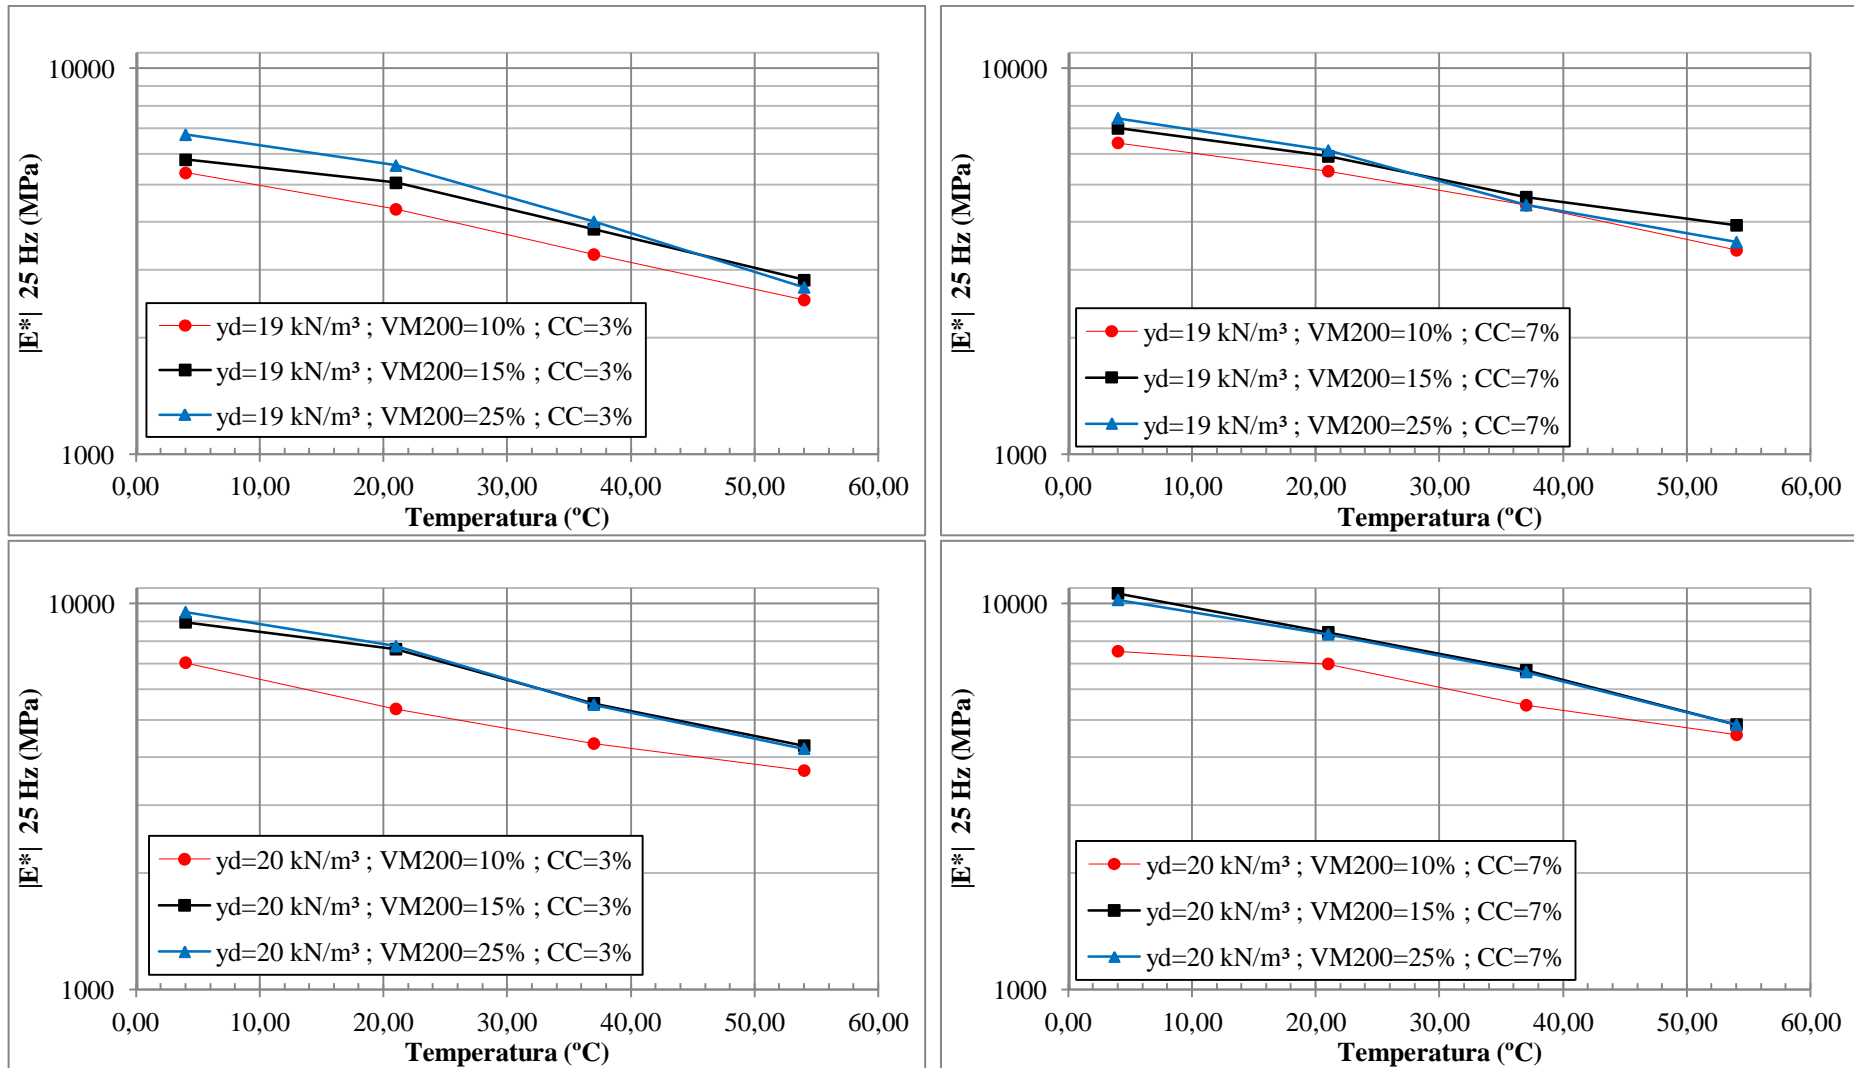 10000
1000
|E*|  25 Hz (MPa)
yd=19 kN/m³ ; VM200=10% ; CC=3%
yd=19 kN/m³ ; VM200=15% ; CC=3%
yd=19 kN/m³ ; VM200=25% ; CC=3%
0,00 10,00 20,00 30,00 40,00 50,00 60,00
Temperatura (ºC)
10000
1000
|E*|  25 Hz (MPa)
yd=19 kN/m³ ; VM200=10% ; CC=7%
yd=19 kN/m³ ; VM200=15% ; CC=7%
yd=19 kN/m³ ; VM200=25% ; CC=7%
0,00 10,00 20,00 30,00 40,00 50,00 60,00
Temperatura (ºC)
10000
1000
|E*|  25 Hz (MPa)
yd=20 kN/m³ ; VM200=10% ; CC=3%
yd=20 kN/m³ ; VM200=15% ; CC=3%
yd=20 kN/m³ ; VM200=25% ; CC=3%
0,00 10,00 20,00 30,00 40,00 50,00 60,00
Temperatura (ºC)
10000
1000
|E*|  25 Hz (MPa)
yd=20 kN/m³ ; VM200=10% ; CC=7%
yd=20 kN/m³ ; VM200=15% ; CC=7%
yd=20 kN/m³ ; VM200=25% ; CC=7%
0,00 10,00 20,00 30,00 40,00 50,00 60,00
Temperatura (ºC)